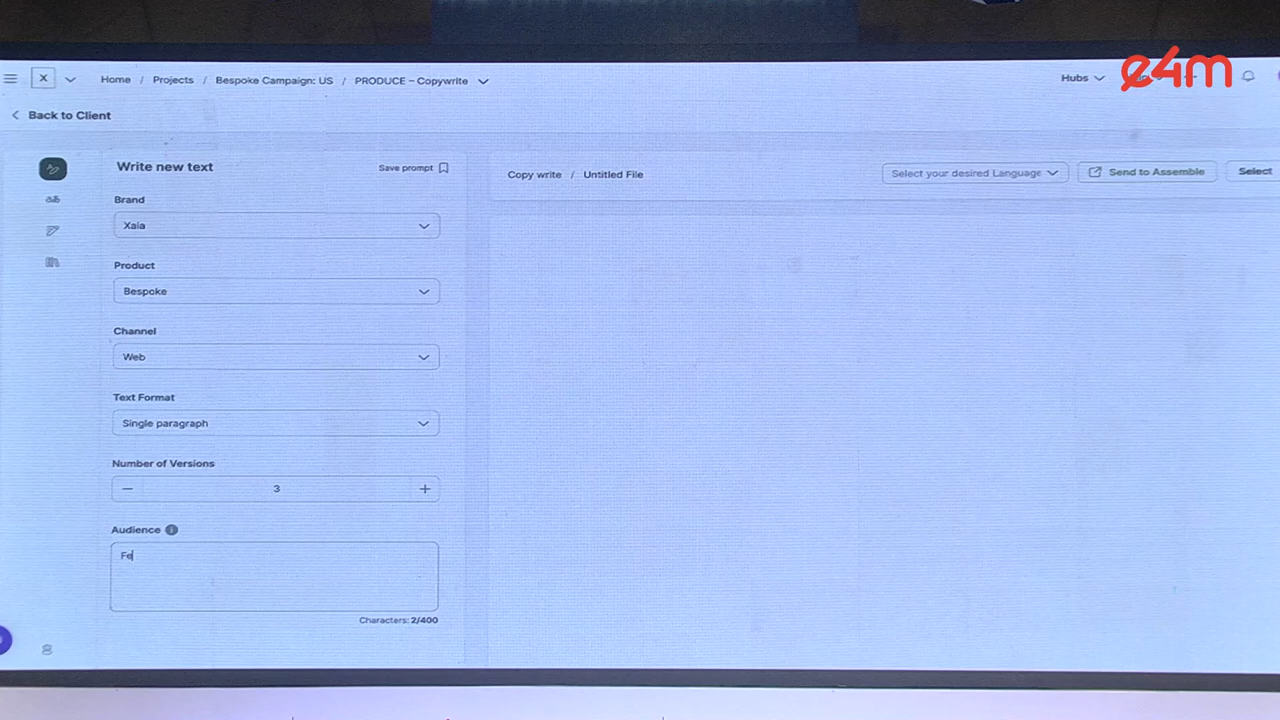 X
Home / Projects / Bespoke Campaign: US / PRODUCE – Copywrite
Hubs
e4m
Back to Client
Write new text
Save prompt
Copy write / Untitled File
Select your desired Language
Send to Assemble
Select
Brand
Xaia
Product
Bespoke
Channel
Web
Text Format
Single paragraph
Number of Versions
3
Audience
Fe
Characters: 2/400